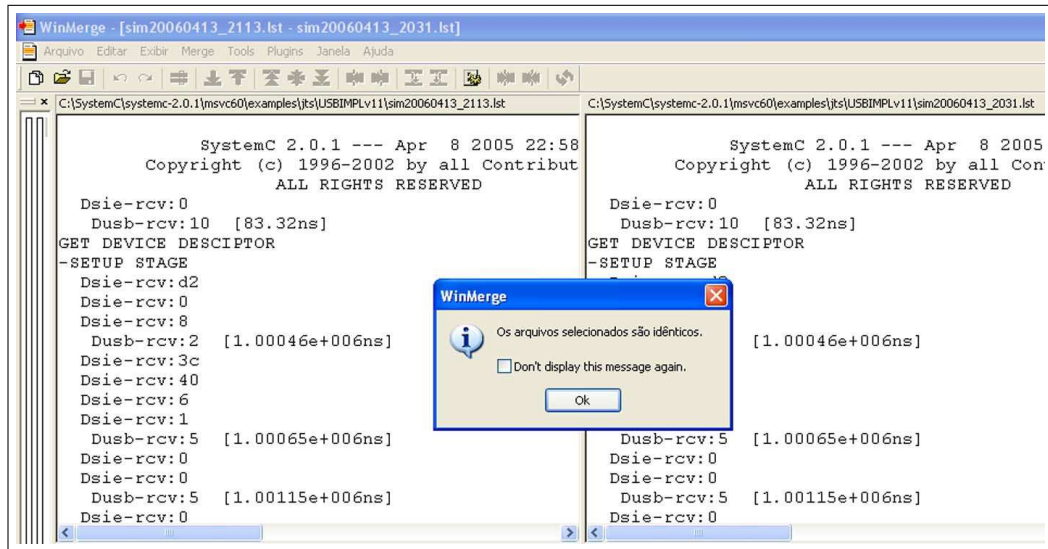 WinMerge - [sim20060413_2113.lst - sim20060413_2031.lst]
Arquivo Editar Exibir Merge Tools Plugins Janela Ajuda
C:\SystemC\systemc-2.0.1\msvc60\examples\jts\USBIMPLv11\sim20060413_2113.lst
SystemC 2.0.1 --- Apr 8 2005 22:58
Copyright (c) 1996-2002 by all Contribut
ALL RIGHTS RESERVED
Dsie-rcv:0
Dusb-rcv:10 [83.32ns]
GET DEVICE DESCIPTOR
-SETUP STAGE
Dsie-rcv:d2
Dsie-rcv:0
Dsie-rcv:8
Dusb-rcv:2 [1.00046e+006ns]
Dsie-rcv:3c
Dsie-rcv:40
Dsie-rcv:6
Dsie-rcv:1
Dusb-rcv:5 [1.00065e+006ns]
Dsie-rcv:0
Dsie-rcv:0
Dusb-rcv:5 [1.00115e+006ns]
Dsie-rcv:0
C:\SystemC\systemc-2.0.1\msvc60\examples\jts\USBIMPLv11\sim20060413_2031.lst
SystemC 2.0.1 --- Apr 8 2005
Copyright (c) 1996-2002 by all Con
ALL RIGHTS RESERVED
Dsie-rcv:0
Dusb-rcv:10 [83.32ns]
GET DEVICE DESCIPTOR
-SETUP STAGE
[1.00046e+006ns]
Dusb-rcv:5 [1.00065e+006ns]
Dsie-rcv:0
Dsie-rcv:0
Dusb-rcv:5 [1.00115e+006ns]
Dsie-rcv:0
WinMerge
Os arquivos selecionados são idênticos.
Don't display this message again.
Ok